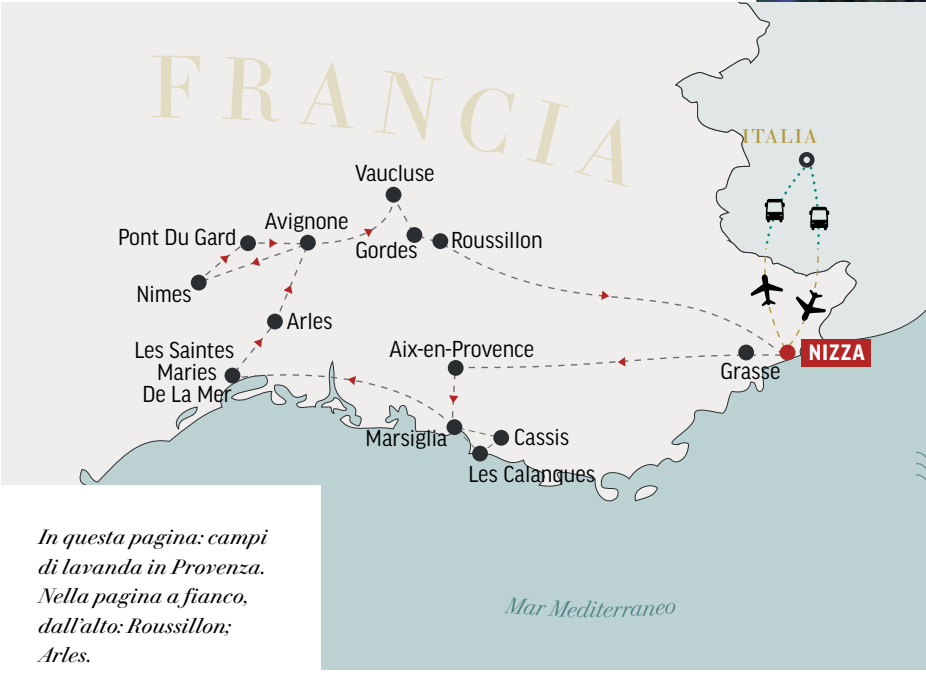 FRANCIA
ITALIA
Vaucluse
Avignone
Pont Du Gard
Gordes
Roussillon
Nimes
Arles
Les Saintes
Maries
De La Mer
Aix-en-Provence
Grasse
NIZZA
Marsiglia
Cassis
Les Calanques
Mar Mediterraneo
In questa pagina: campi
di lavanda in Provenza.
Nella pagina a fianco,
dall'alto: Roussillon;
Arles.